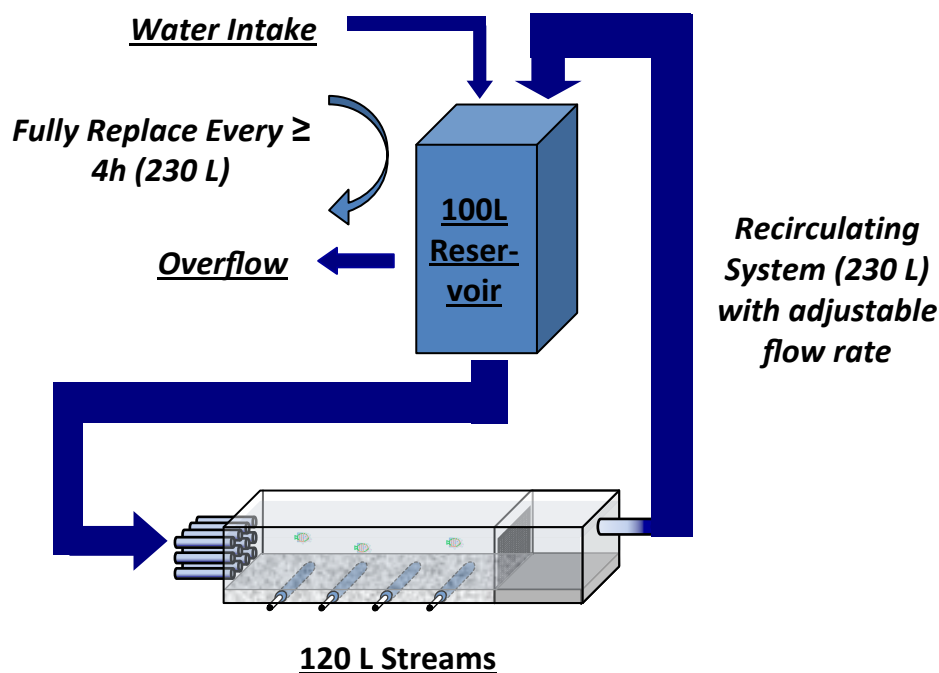 Water Intake
Fully Replace Every ≥
4h (230 L)
Overflow
100L
Reser-
voir
Recirculating
System (230 L)
with adjustable
flow rate
120 L Streams